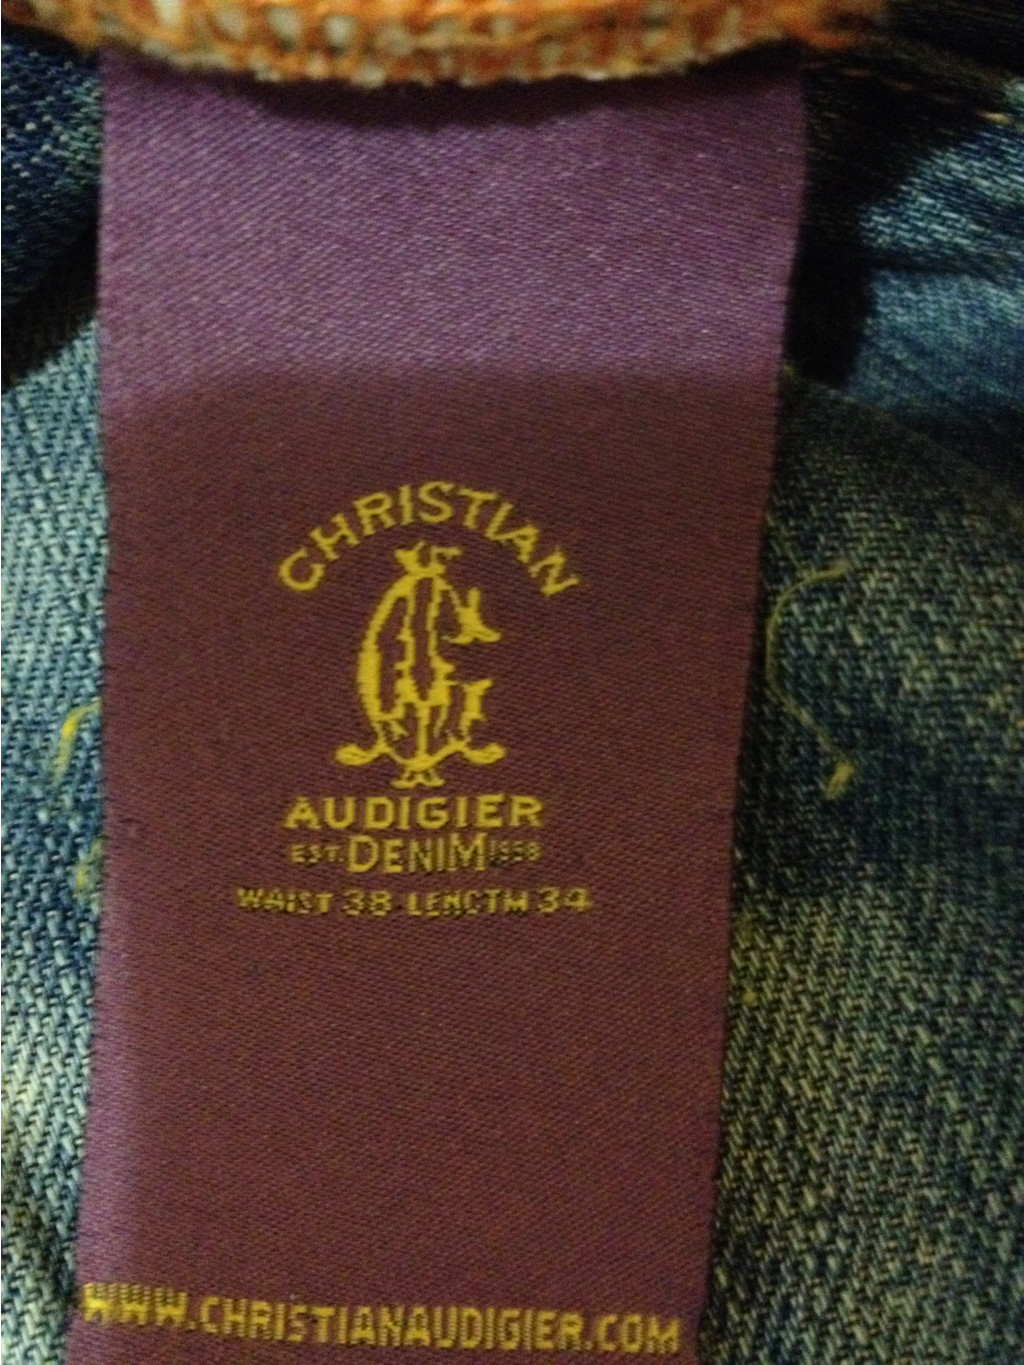 CHRISTIAN
AUDIGIER
EST. DENIM 1958
WAIST 38 LENGTH 34
WWW.CHRISTIANAUDIGIER.COM